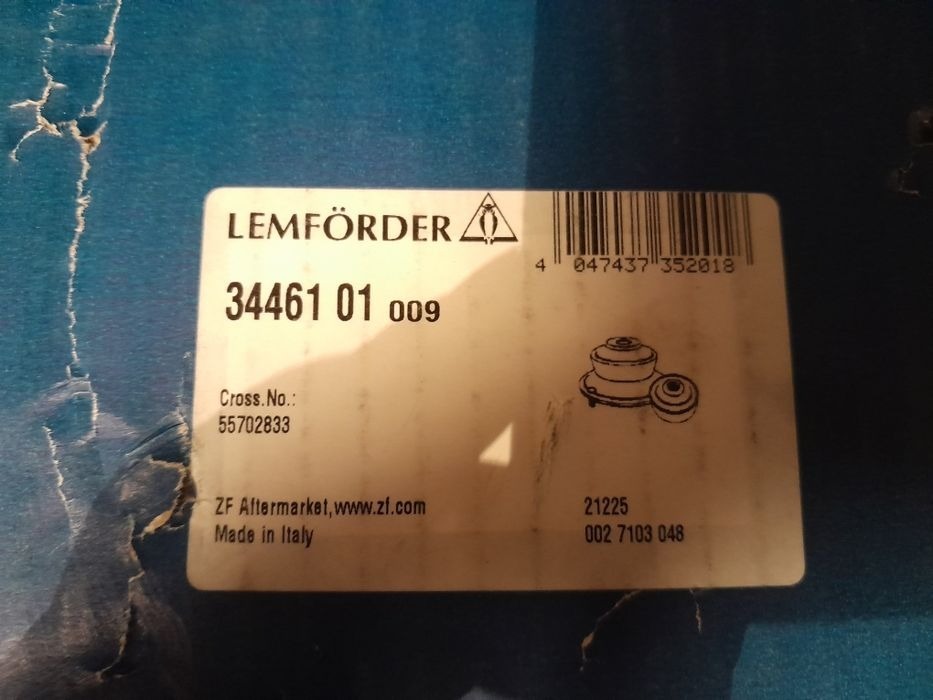 LEMFÖRDER
4 047437 352018
34461 01 009
Cross.No.:
55702833
ZF Aftermarket,www.zf.com
Made in Italy
21225
002 7103 048